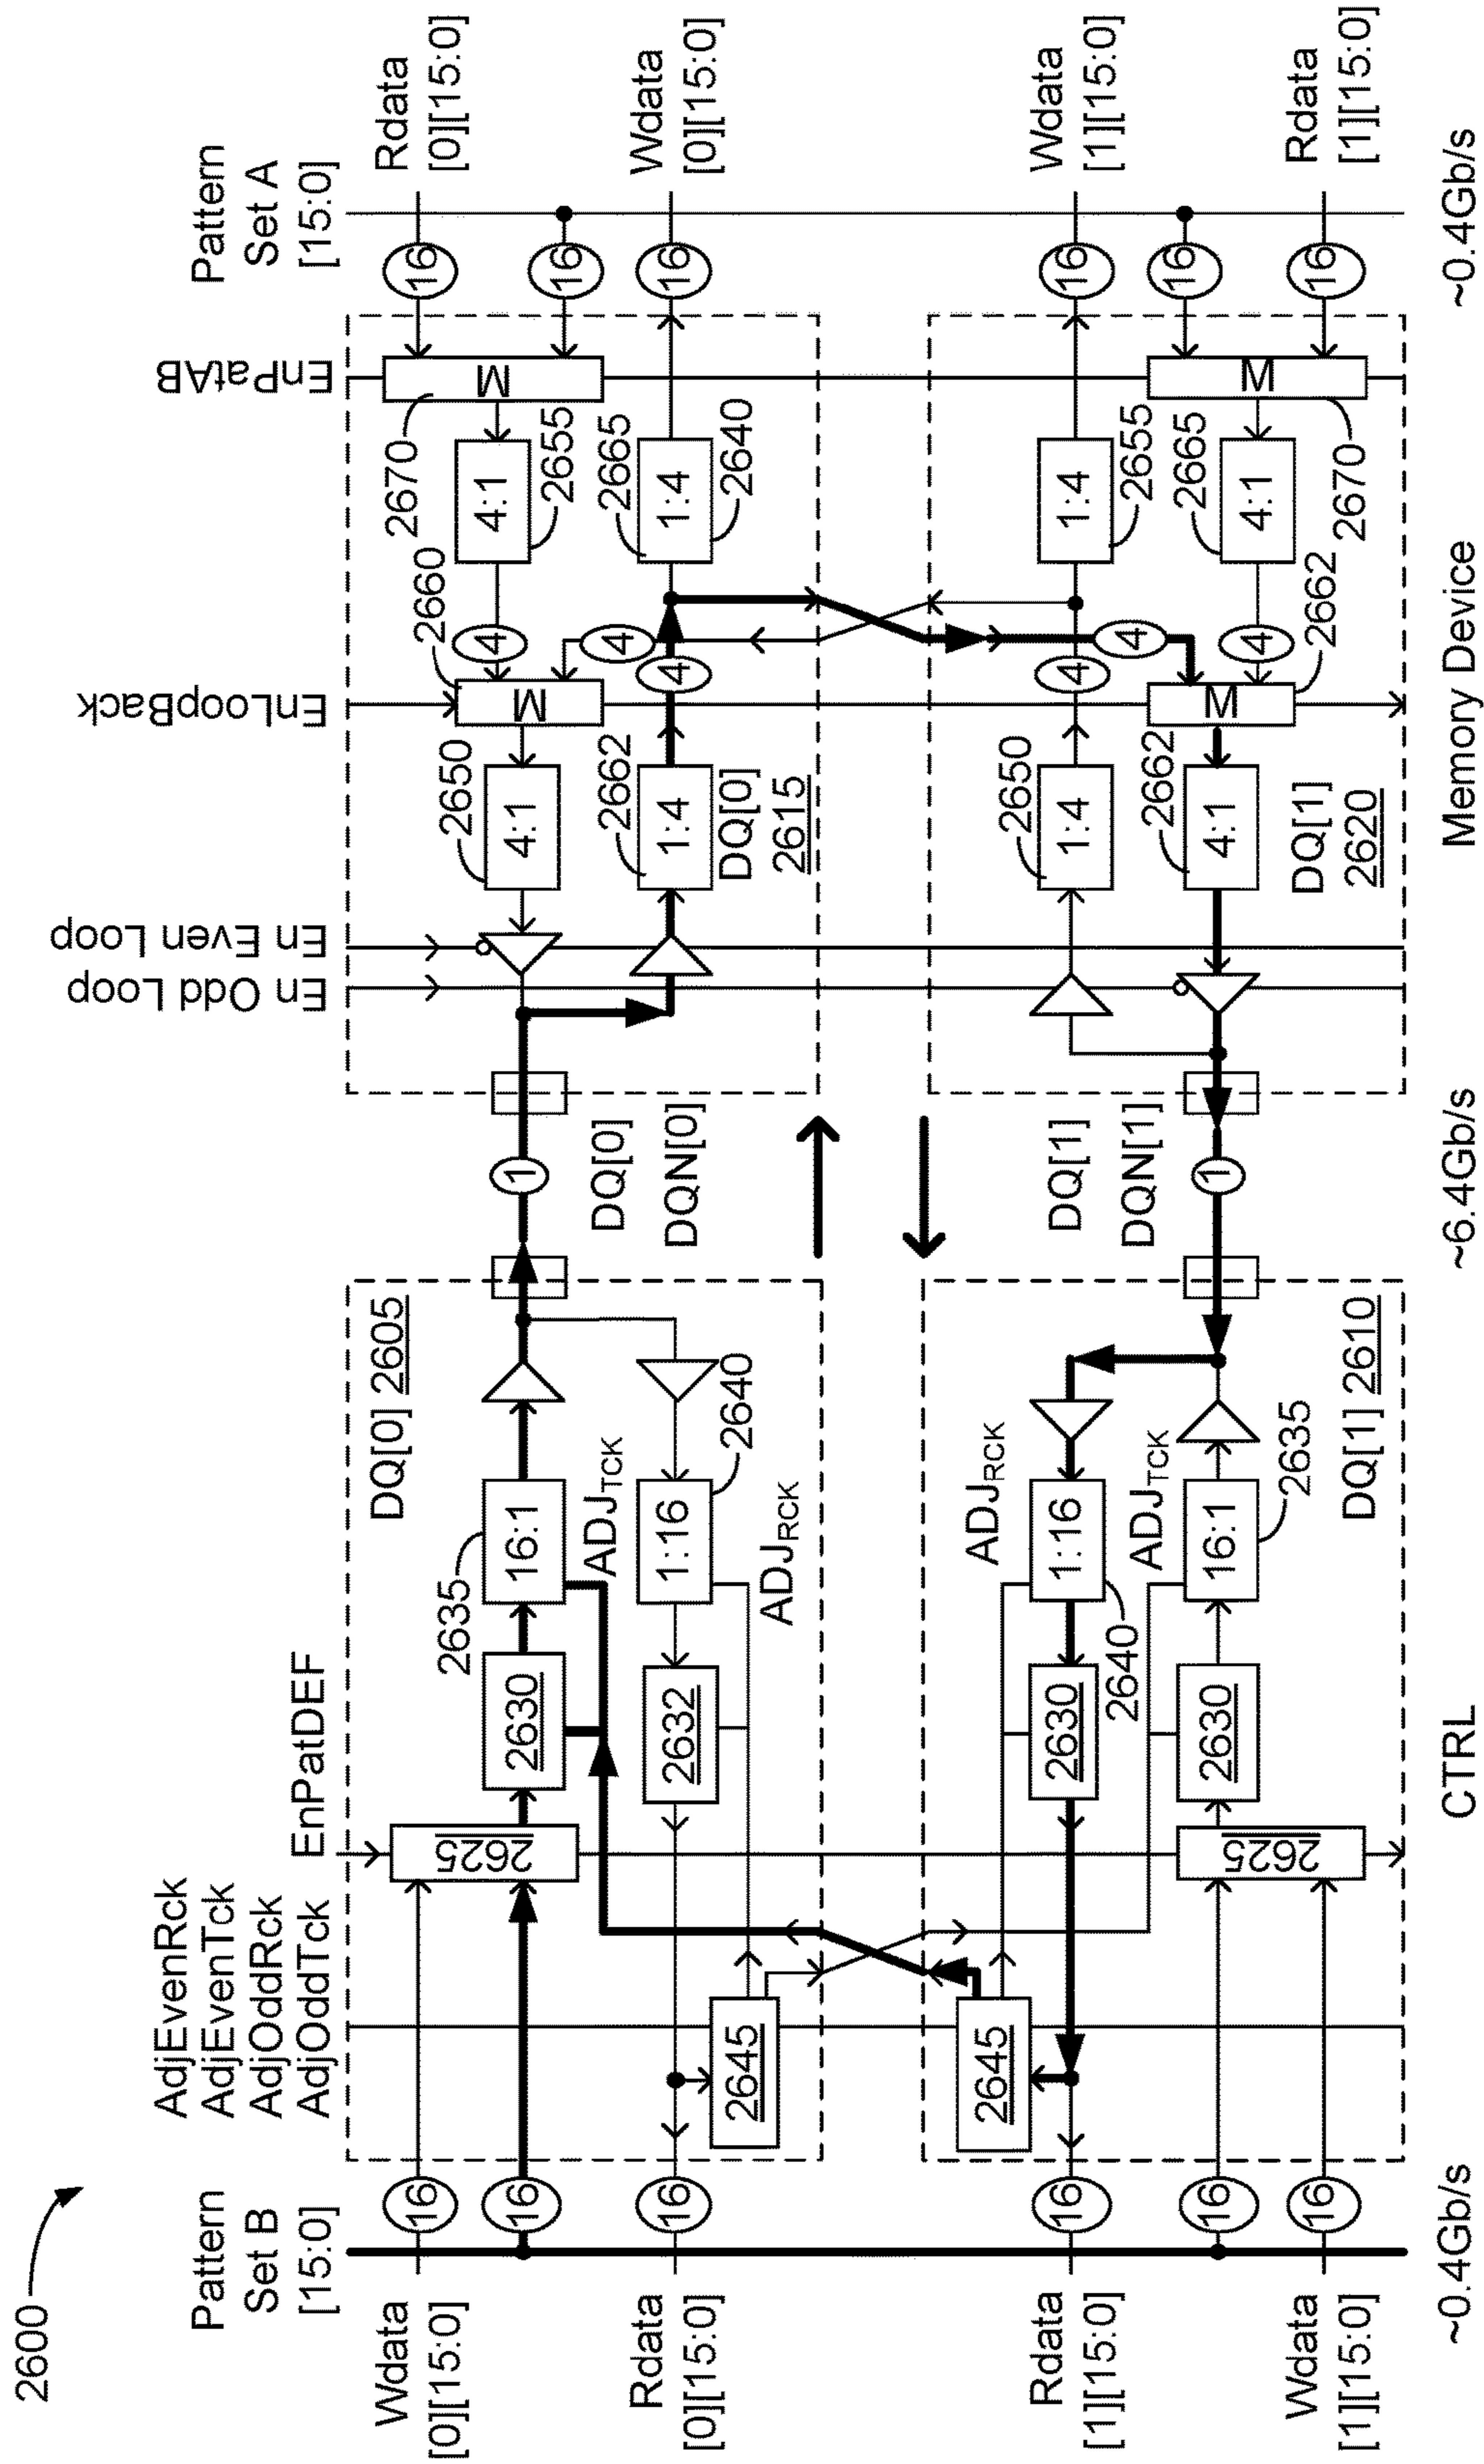 2600
Pattern
Set B
[15:0]
AdjEvenRck
AdjEvenTck
AdjOddRck
AdjOddTck
EnPatDEF
En Odd Loop
En Even Loop
EnLoopBack
EnPatAB
Pattern
Set A
[15:0]
Wdata
[0][15:0]
16
16
2625
2630
2635
16:1
DQ[0] 2605
ADJTCK
Rdata
[0][15:0]
16
2645
2632
1:16
2640
ADJRCK
1
DQ[0]
DQN[0]
2650
4:1
2660
M
4
4
4:1
2655
2670
M
16
16
Rdata
[0][15:0]
2662
1:4
DQ[0]
2615
4
2665
1:4
2640
16
Wdata
[0][15:0]
Rdata
[1][15:0]
16
2645
2630
2640
1:16
ADJRCK
ADJTCK
16
16
Wdata
[1][15:0]
2625
2630
16:1
2635
DQ[1] 2610
DQ[1]
DQN[1]
1
2650
1:4
4
4
1:4
2655
16
Wdata
[1][15:0]
2662
4:1
DQ[1]
2620
M
2662
4
4:1
2665
M
2670
16
16
Rdata
[1][15:0]
~0.4Gb/s
CTRL
~6.4Gb/s
Memory Device
~0.4Gb/s